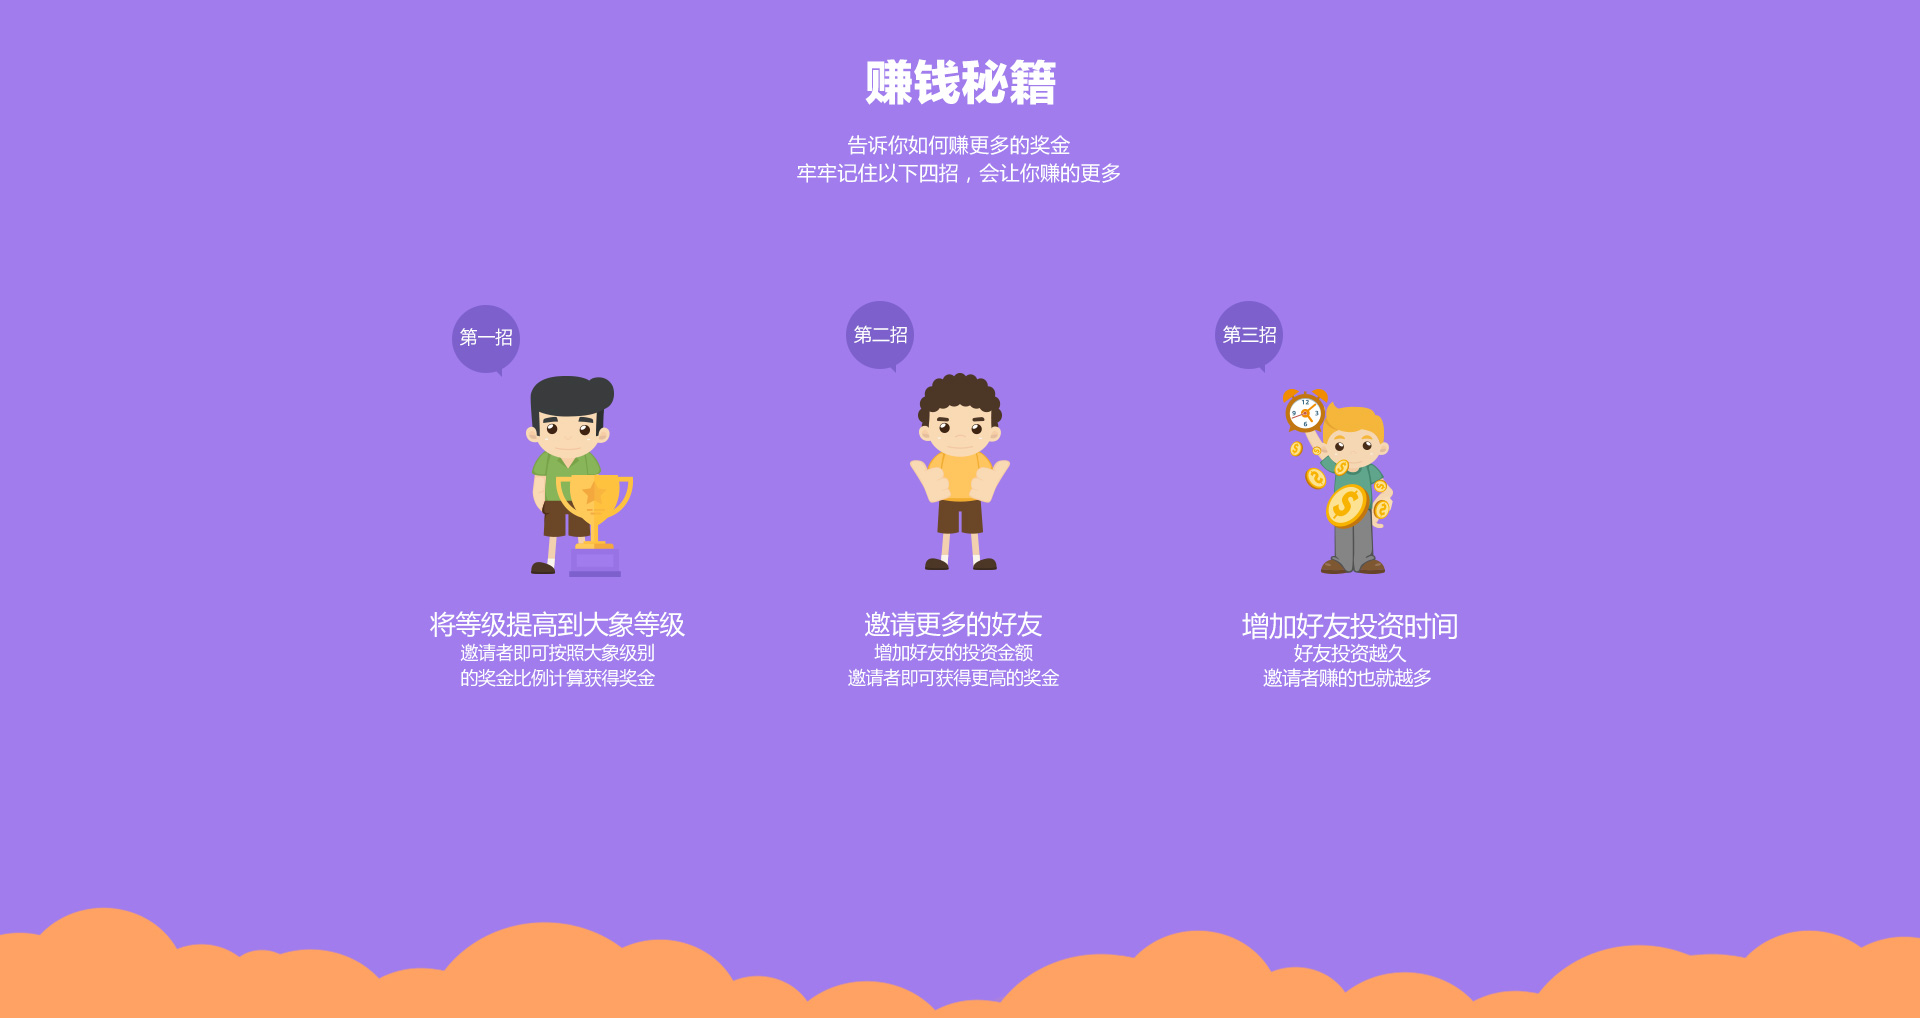 赚钱秘籍
告诉你如何赚更多的奖金
牢牢记住以下四招，会让你赚的更多
第一招
将等级提高到大象等级
邀请者即可按照大象级别
的奖金比例计算获得奖金
第二招
邀请更多的好友
增加好友的投资金额
邀请者即可获得更高的奖金
第三招
12
9
3
6
增加好友投资时间
好友投资越久
邀请者赚的也就越多